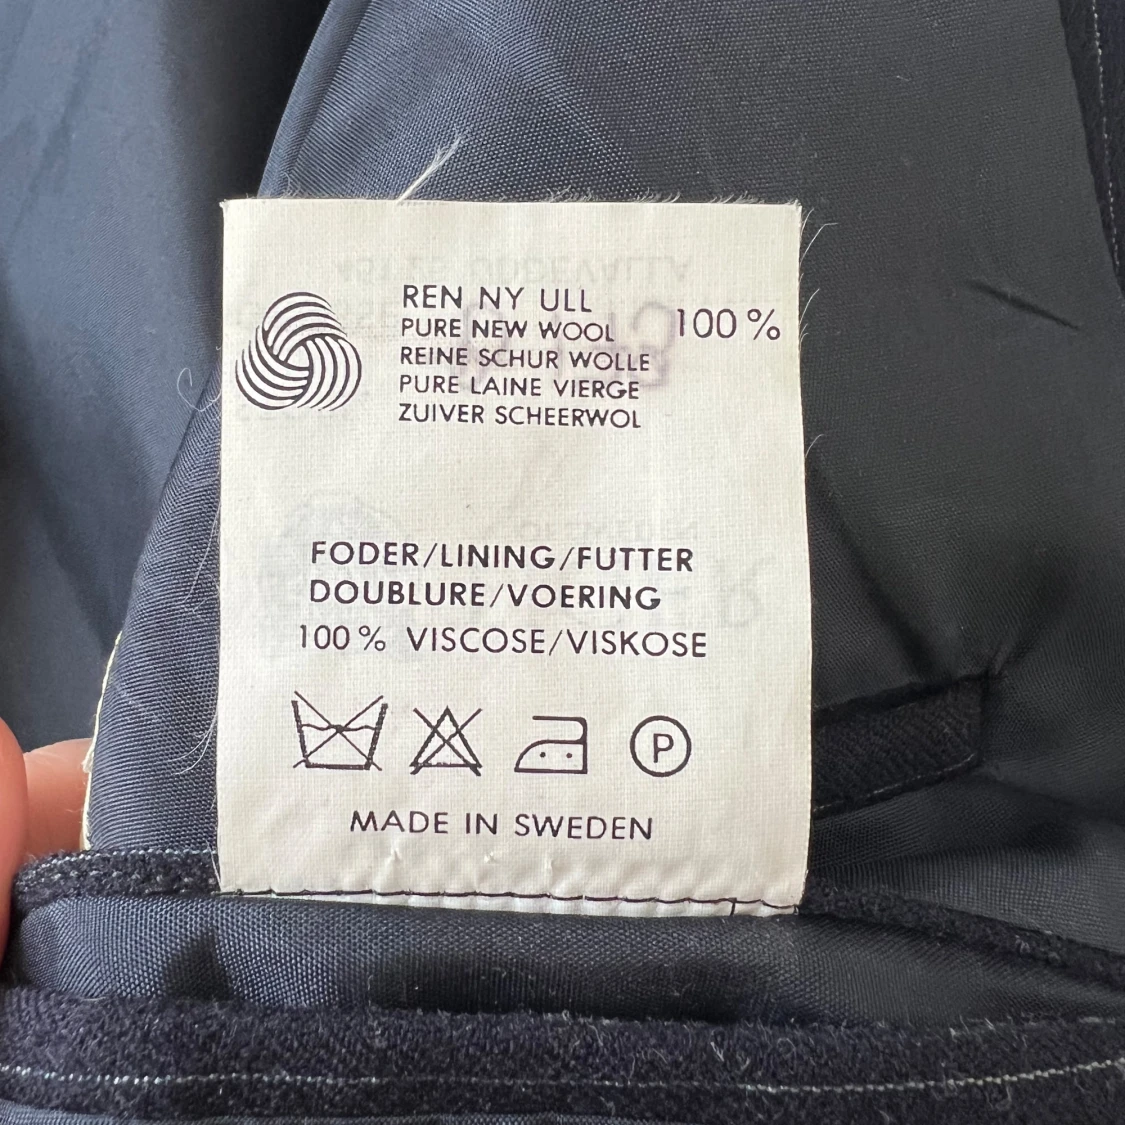 REN NY ULL
PURE NEW WOOL 100 %
REINE SCHUR WOLLE
PURE LAINE VIERGE
ZUIVER SCHEERWOL
FODER/LINING/FUTTER
DOUBLURE/VOERING
100 % VISCOSE/VISKOSE
P
MADE IN SWEDEN